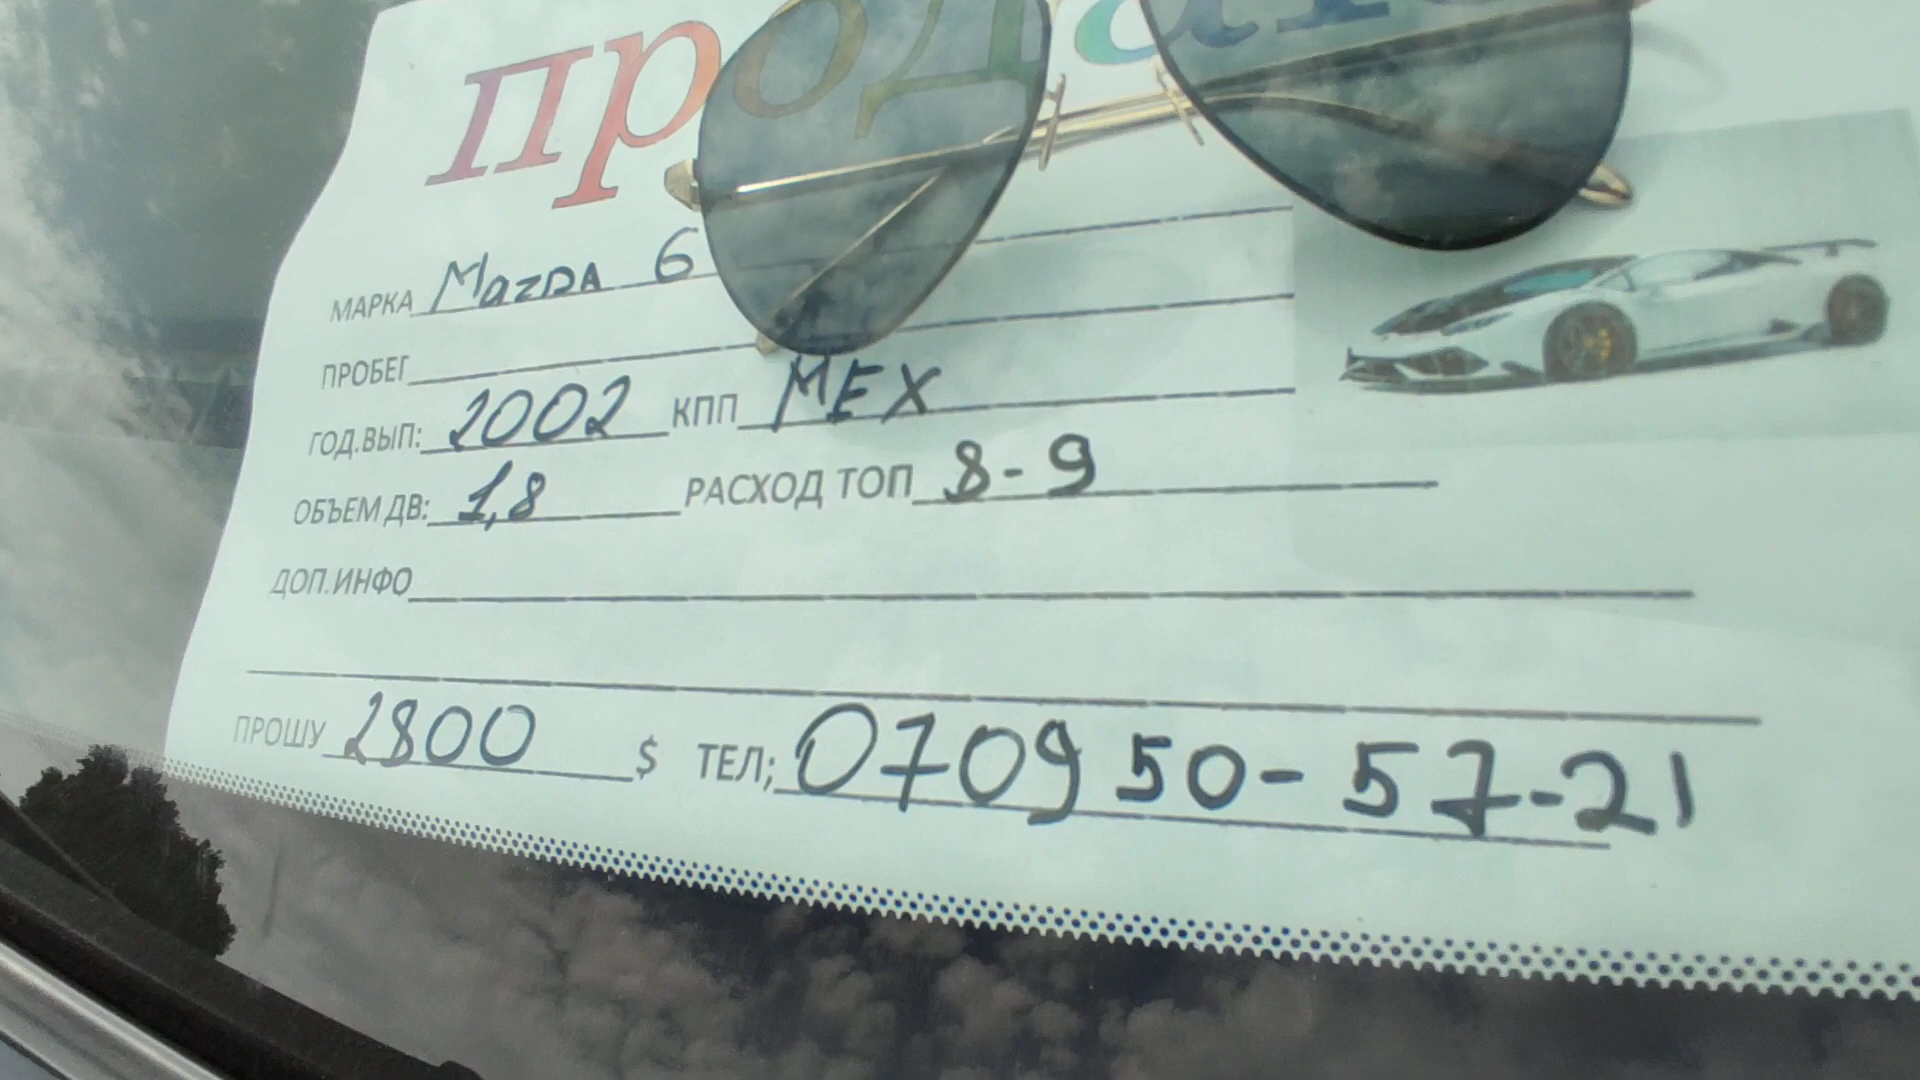 продаю
МАРКА Mazda 6
ПРОБЕГ
ГОД.ВЫП: 2002 КПП МЕХ
ОБЪЕМ ДВ: 1,8 РАСХОД ТОП 8-9
ДОП.ИНФО
ПРОШУ 2800 $ ТЕЛ; 0709 50-57-21